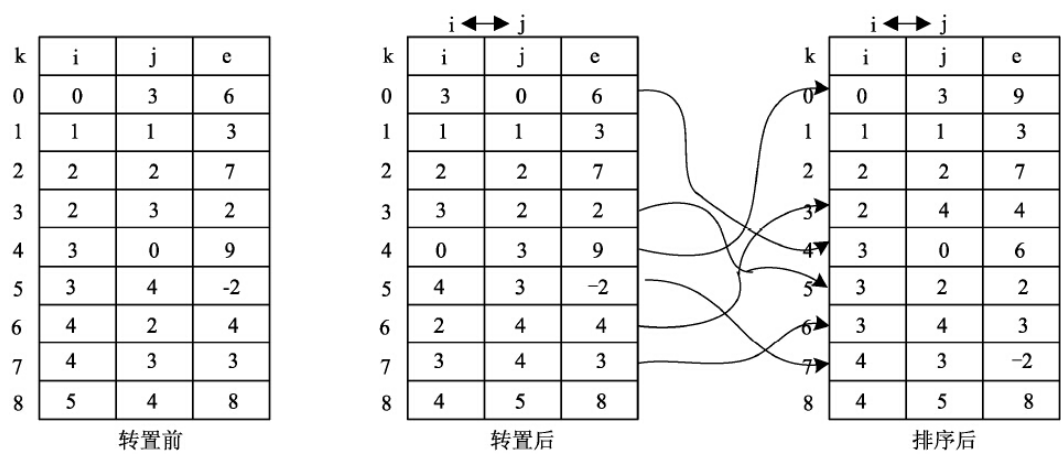 i j i j
k i j e k i j e k i j e
0 0 3 6 0 3 0 6 0 0 3 9
1 1 1 3 1 1 1 3 1 1 1 3
2 2 2 7 2 2 2 7 2 2 2 7
3 2 3 2 3 3 2 2 3 2 4 4
4 3 0 9 4 0 3 9 4 3 0 6
5 3 4 -2 5 4 3 −2 5 3 2 2
6 4 2 4 6 2 4 4 6 3 4 3
7 4 3 3 7 3 4 3 7 4 3 −2
8 5 4 8 8 4 5 8 8 4 5 8
转置前 转置后 排序后